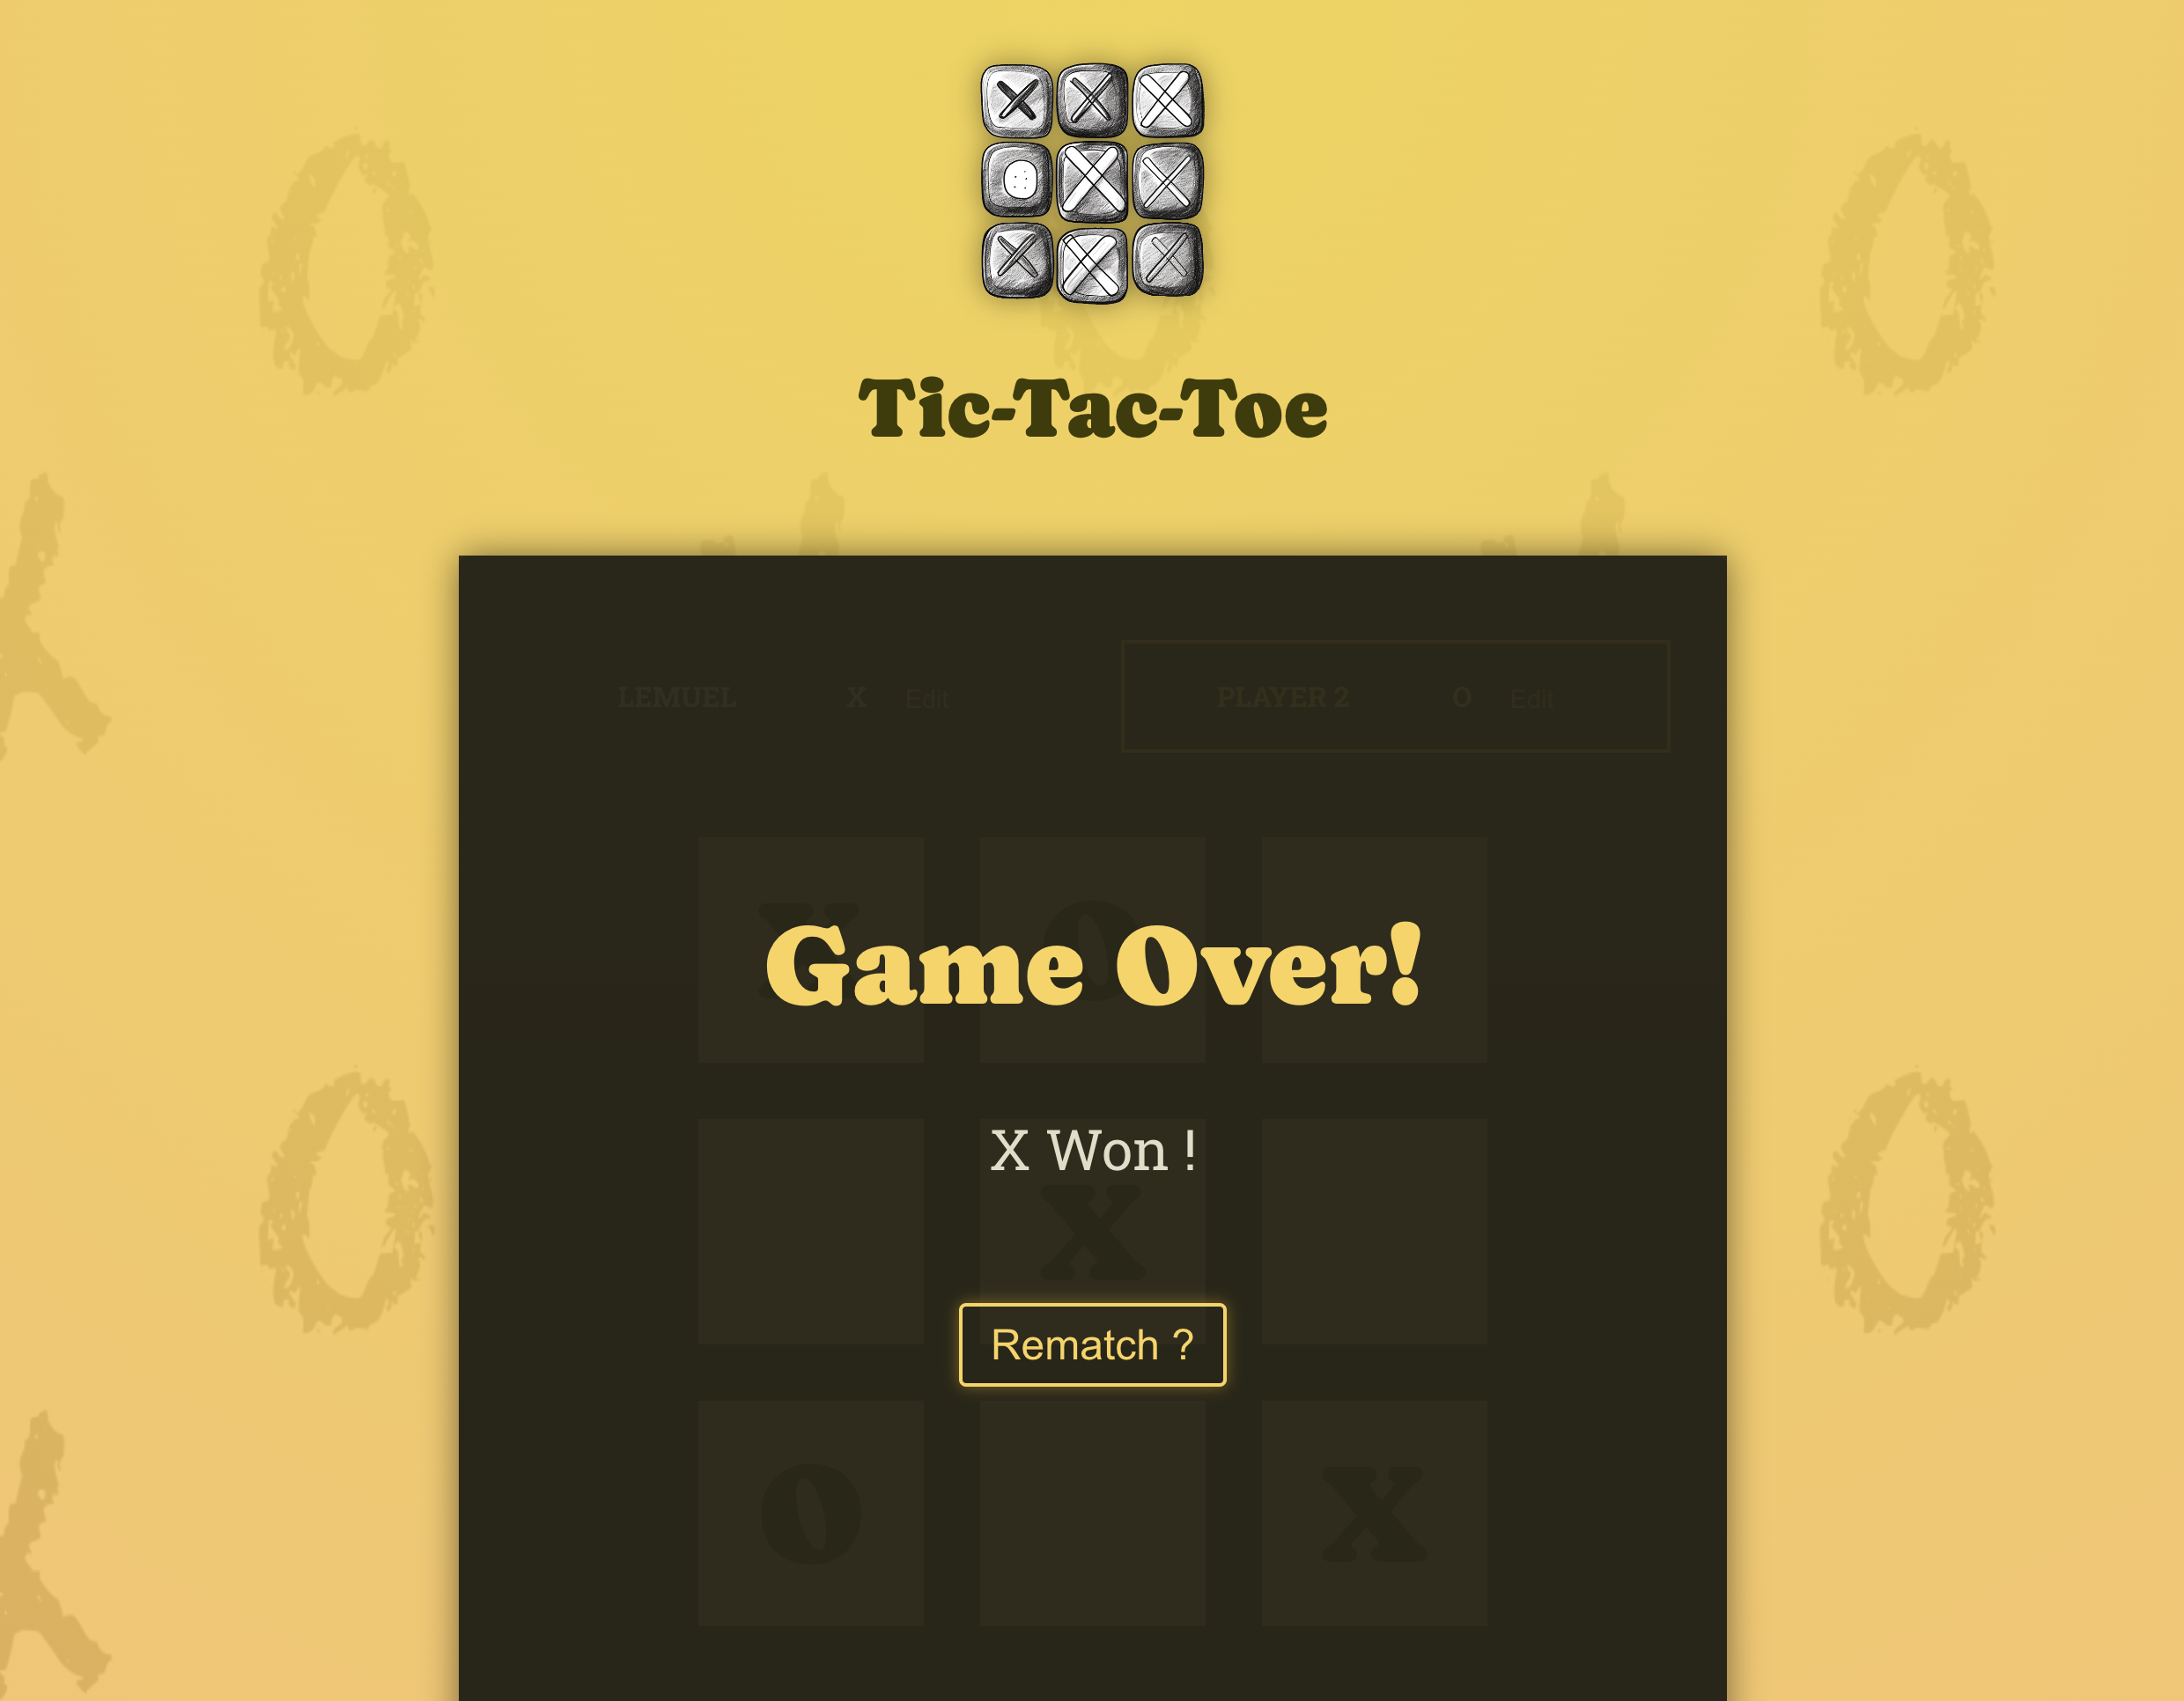 Tic-Tac-Toe
LEMUEL X Edit PLAYER 2 O Edit
X O
Game Over!
X Won !
X
Rematch ?
O X